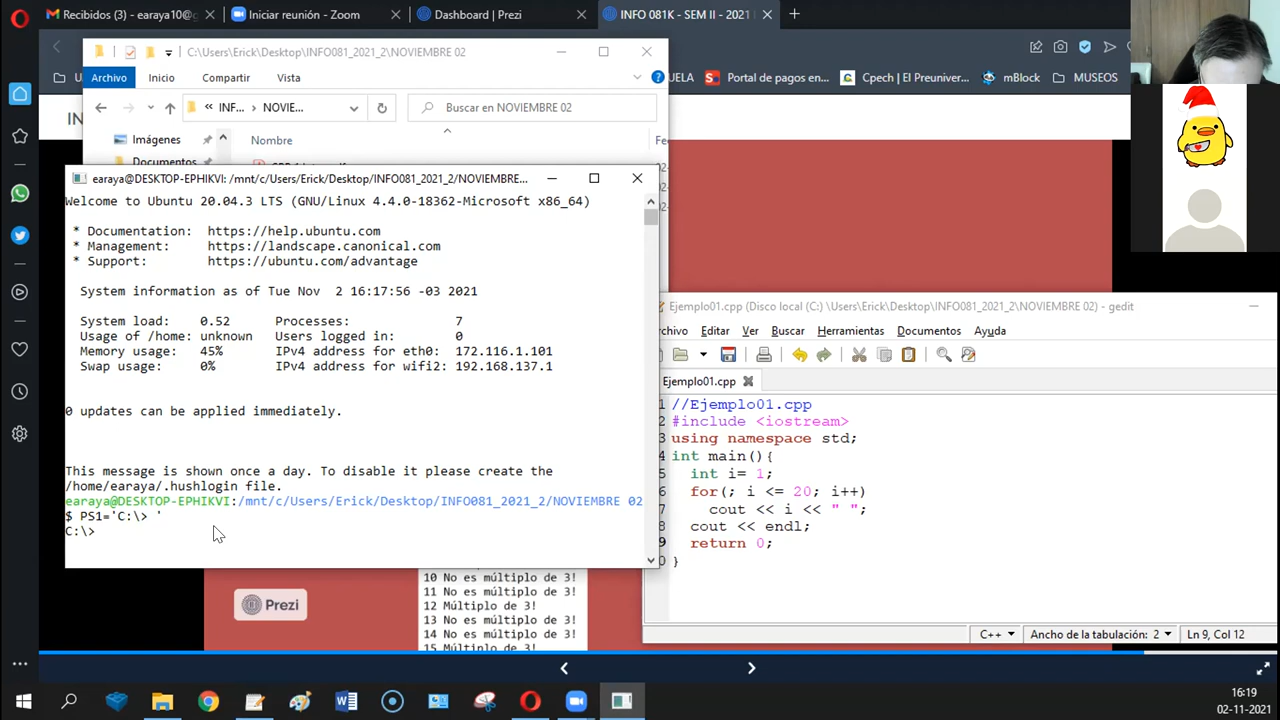 Recibidos (3) - earaya10@g
Iniciar reunión - Zoom
Dashboard | Prezi
INFO 081K - SEM II - 2021
C:\Users\Erick\Desktop\INFO081_2021_2\NOVIEMBRE 02
Archivo Inicio Compartir Vista
UELA
Portal de pagos en...
Cpech | El Preuniver...
mBlock
MUSEOS
INF... > NOVIE...
Buscar en NOVIEMBRE 02
Imágenes
Nombre
Documentos
earaya@DESKTOP-EPHIKVI: /mnt/c/Users/Erick/Desktop/INFO081_2021_2/NOVIEMBRE...
Welcome to Ubuntu 20.04.3 LTS (GNU/Linux 4.4.0-18362-Microsoft x86_64)
* Documentation: https://help.ubuntu.com
* Management: https://landscape.canonical.com
* Support: https://ubuntu.com/advantage
System information as of Tue Nov 2 16:17:56 -03 2021
System load: 0.52 Processes: 7
Usage of /home: unknown Users logged in: 0
Memory usage: 45% IPv4 address for eth0: 172.116.1.101
Swap usage: 0% IPv4 address for wifi2: 192.168.137.1
0 updates can be applied immediately.
This message is shown once a day. To disable it please create the
/home/earaya/.hushlogin file.
earaya@DESKTOP-EPHIKVI:/mnt/c/Users/Erick/Desktop/INFO081_2021_2/NOVIEMBRE 02
$ PS1='C:\> '
C:\>
Ejemplo01.cpp (Disco local (C:) \Users\Erick\Desktop\INFO081_2021_2\NOVIEMBRE 02) - gedit
rchivo Editar Ver Buscar Herramientas Documentos Ayuda
Ejemplo01.cpp
1 //Ejemplo01.cpp
2 #include <iostream>
3 using namespace std;
4 int main(){
5 int i= 1;
6 for(; i <= 20; i++)
7 cout << i << " ";
8 cout << endl;
9 return 0;
0 }
C++ Ancho de la tabulación: 2 Ln 9, Col 12
Prezi
10 No es múltiplo de 3!
11 No es múltiplo de 3!
12 Múltiplo de 3!
13 No es múltiplo de 3!
14 No es múltiplo de 3!
15 Múltiplo de 3!
16:19
02-11-2021